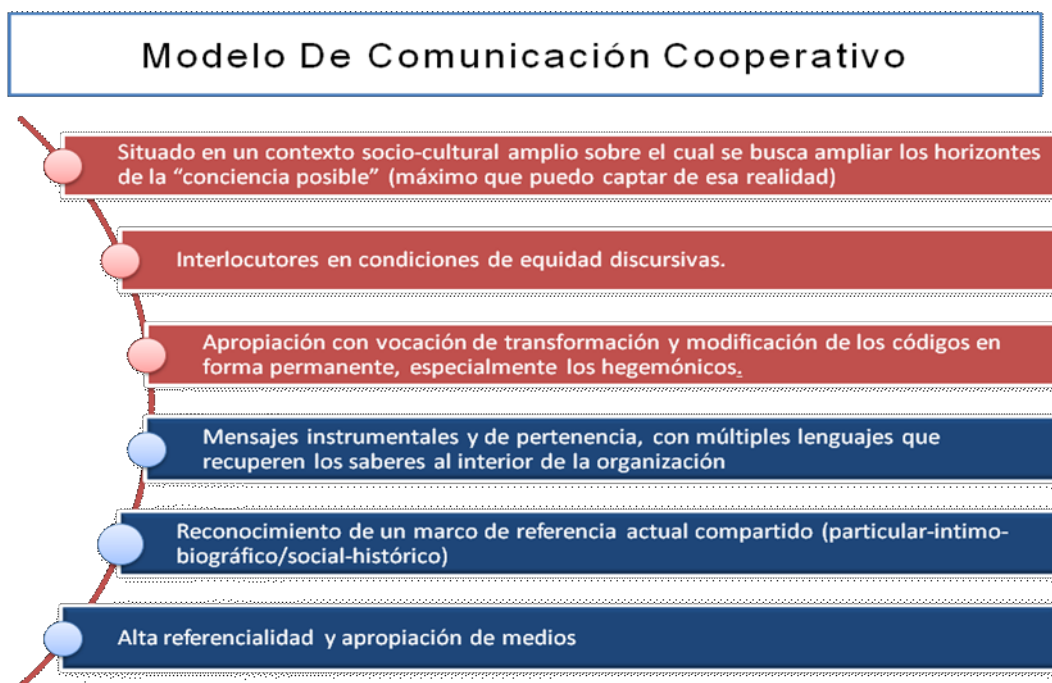 Modelo De Comunicación Cooperativo
Situado en un contexto socio-cultural amplio sobre el cual se busca ampliar los horizontes
de la “conciencia posible” (máximo que puedo captar de esa realidad)
Interlocutores en condiciones de equidad discursivas.
Apropiación con vocación de transformación y modificación de los códigos en
forma permanente, especialmente los hegemónicos.
Mensajes instrumentales y de pertenencia, con múltiples lenguajes que
recuperen los saberes al interior de la organización
Reconocimiento de un marco de referencia actual compartido (particular-intimo-
biográfico/social-histórico)
Alta referencialidad y apropiación de medios